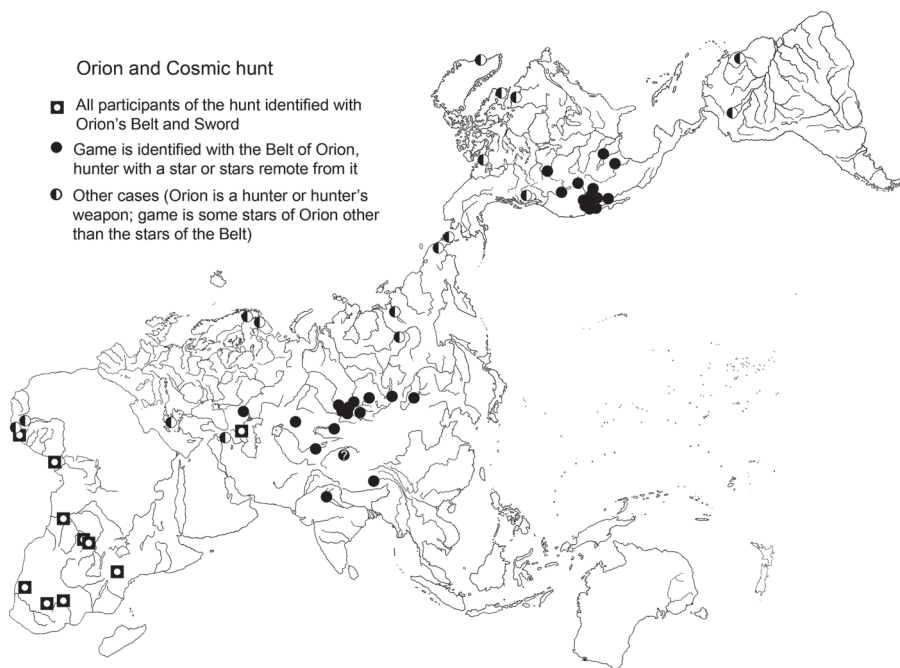 Orion and Cosmic hunt
All participants of the hunt identified with
Orion's Belt and Sword
Game is identified with the Belt of Orion,
hunter with a star or stars remote from it
Other cases (Orion is a hunter or hunter's
weapon; game is some stars of Orion other
than the stars of the Belt)
?